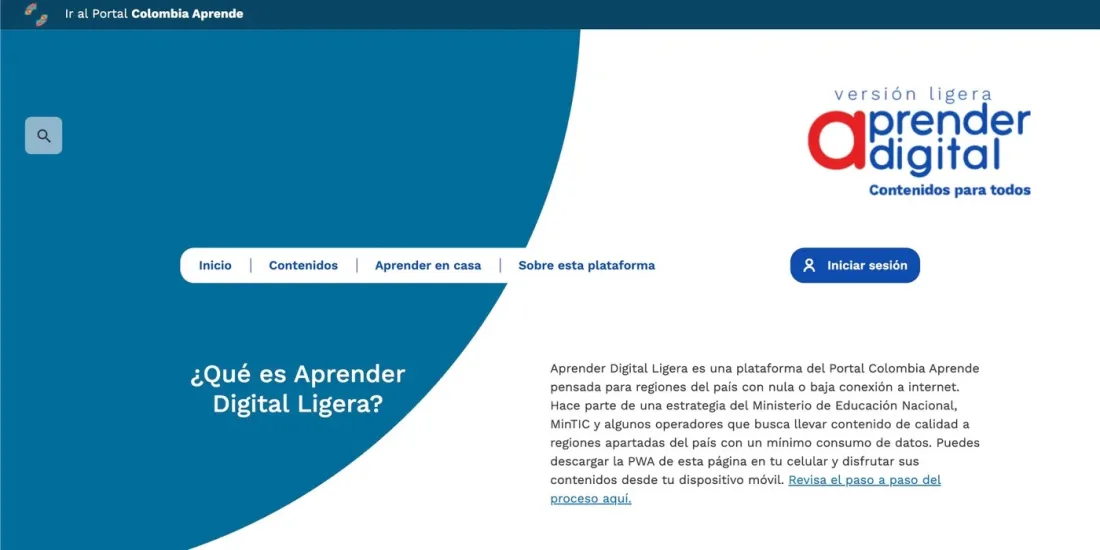 Ir al Portal Colombia Aprende
versión ligera
aprender
digital
Contenidos para todos
Inicio | Contenidos | Aprender en casa | Sobre esta plataforma
Iniciar sesión
¿Qué es Aprender
Digital Ligera?
Aprender Digital Ligera es una plataforma del Portal Colombia Aprende
pensada para regiones del país con nula o baja conexión a internet.
Hace parte de una estrategia del Ministerio de Educación Nacional,
MinTIC y algunos operadores que busca llevar contenido de calidad a
regiones apartadas del país con un mínimo consumo de datos. Puedes
descargar la PWA de esta página en tu celular y disfrutar sus
contenidos desde tu dispositivo móvil. Revisa el paso a paso del
proceso aquí.